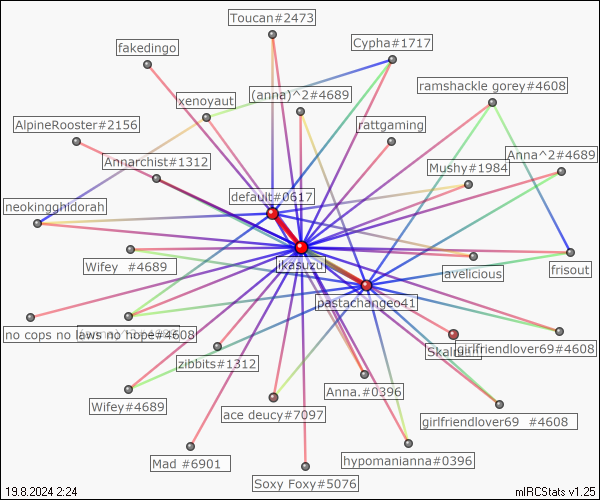 Toucan#2473
fakedingo
Cypha#1717
ramshackle gorey#4608
(anna)^2#4689
xenoyaut
AlpineRooster#2156
rattgaming
Anna^2#4689
Annarchist#1312
Mushy#1984
default#0617
neokingghidorah
Wifey  #4689
ikasuzu
avelicious
frisout
pastachangeo41
no cops no laws no hope#4608
girlfriendlover69#4608
zibbits#1312
Anna.#0396
Wifey#4689
ace deucy#7097
girlfriendlover69  #4608
Mad #6901
hypomanianna#0396
Soxy Foxy#5076
19.8.2024 2:24
mIRCStats v1.25